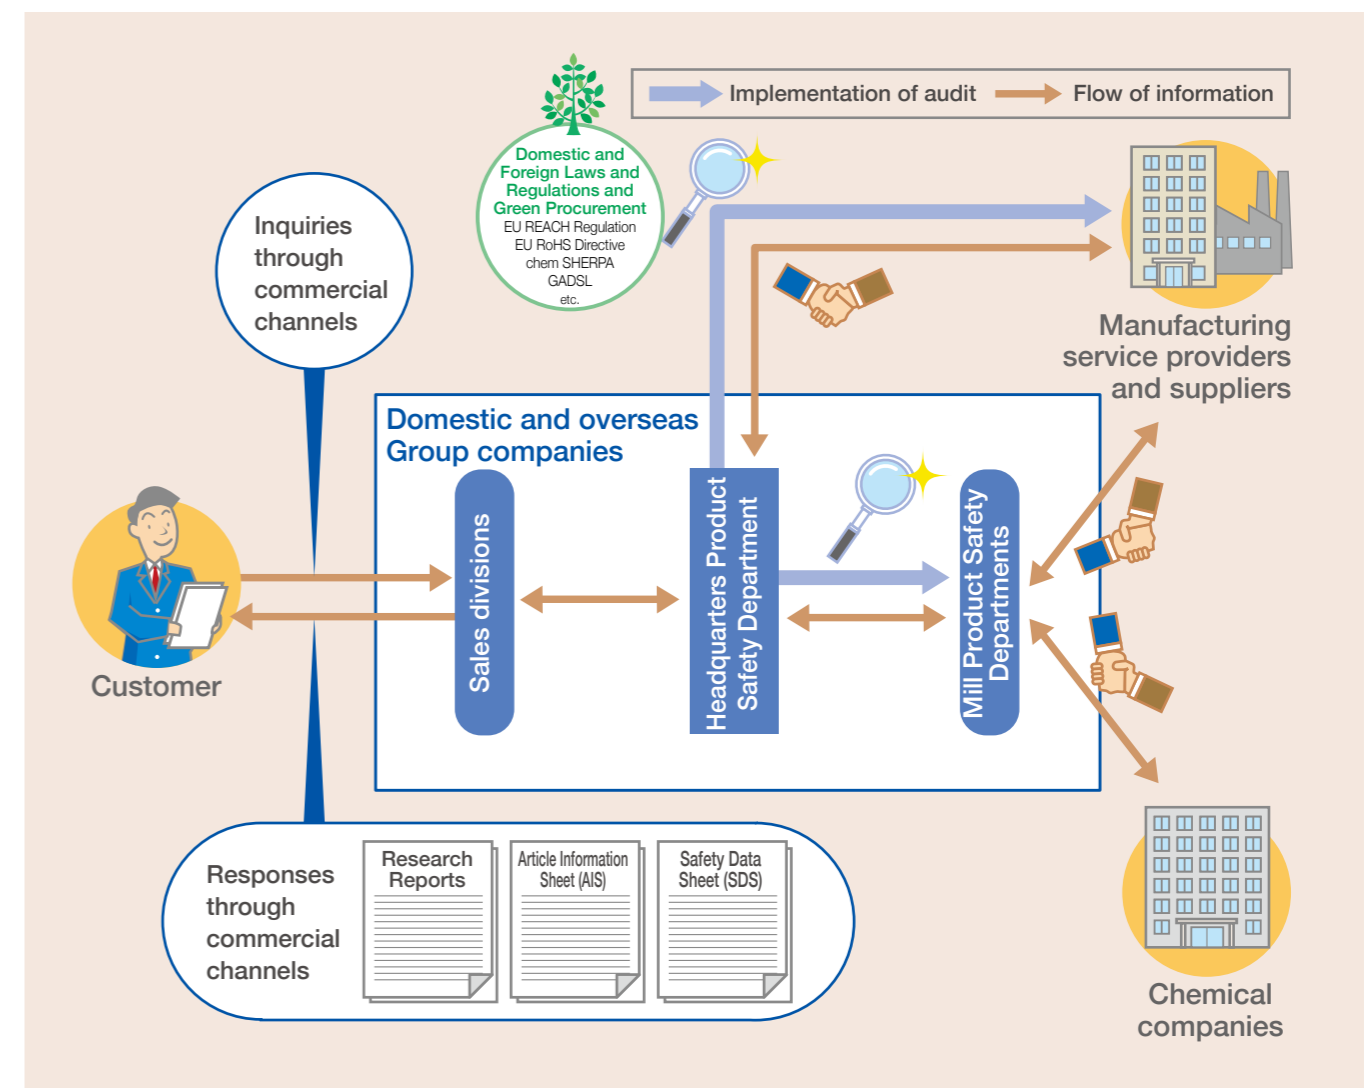 Implementation of audit
Flow of information
Domestic and
Foreign Laws and
Regulations and
Green Procurement
EU REACH Regulation
EU RoHS Directive
chem SHERPA
GADSL
etc.
Inquiries
through
commercial
channels
Manufacturing
service providers
and suppliers
Domestic and overseas
Group companies
Customer
Sales divisions
Headquarters Product
Safety Department
Mill Product Safety
Departments
Responses
through
commercial
channels
Research
Reports
Article Information
Sheet (AIS)
Safety Data
Sheet (SDS)
Chemical
companies